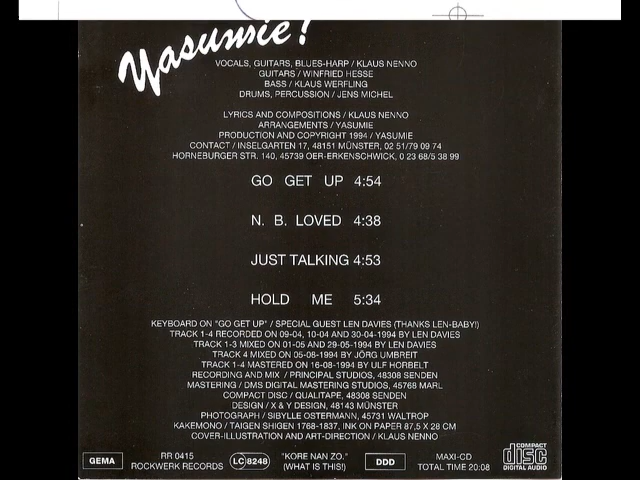 Yasumie!
VOCALS, GUITARS, BLUES-HARP / KLAUS NENNO
GUITARS / WINFRIED HESSE
BASS / KLAUS WERFLING
DRUMS, PERCUSSION / JENS MICHEL
LYRICS AND COMPOSITIONS / KLAUS NENNO
ARRANGEMENTS / YASUMIE
PRODUCTION AND COPYRIGHT 1994 / YASUMIE
CONTACT / INSELGARTEN 17, 48151 MÜNSTER, 02 51/79 09 74
HORNEBURGER STR. 140, 45739 OER-ERKENSCHWICK, 0 23 68/5 38 99
GO GET UP 4:54
N. B. LOVED 4:38
JUST TALKING 4:53
HOLD ME 5:34
KEYBOARD ON "GO GET UP" / SPECIAL GUEST LEN DAVIES (THANKS LEN-BABY!)
TRACK 1-4 RECORDED ON 09-04, 10-04 AND 30-04-1994 BY LEN DAVIES
TRACK 1-3 MIXED ON 01-05 AND 29-05-1994 BY LEN DAVIES
TRACK 4 MIXED ON 05-08-1994 BY JÖRG UMBREIT
TRACK 1-4 MASTERED ON 16-08-1994 BY ULF HORBELT
RECORDING AND MIX / PRINCIPAL STUDIOS, 48308 SENDEN
MASTERING / DMS DIGITAL MASTERING STUDIOS, 45768 MARL
COMPACT DISC / QUALITAPE, 48308 SENDEN
DESIGN / X & Y DESIGN, 48143 MÜNSTER
PHOTOGRAPH / SIBYLLE OSTERMANN, 45731 WALTROP
KAKEMONO / TAIGEN SHIGEN 1768-1837, INK ON PAPER 87,5 X 28 CM
COVER-ILLUSTRATION AND ART-DIRECTION / KLAUS NENNO
GEMA
RR 0415
ROCKWERK RECORDS
LC 8248
"KORE NAN ZO."
(WHAT IS THIS!)
DDD
MAXI-CD
TOTAL TIME 20:08
COMPACT
disc
DIGITAL AUDIO